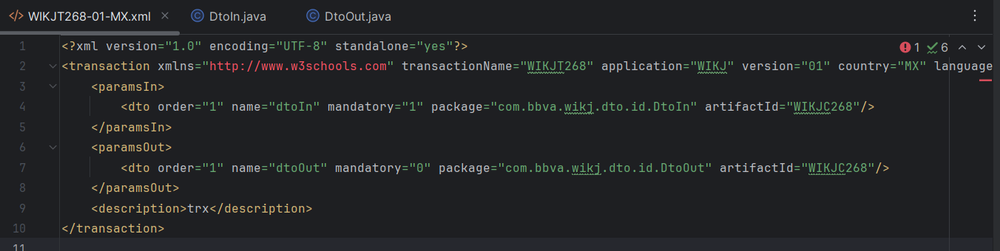 WIKJT268-01-MX.xml
DtoIn.java
DtoOut.java
1 <?xml version="1.0" encoding="UTF-8" standalone="yes"?>
1 6
2 <transaction xmlns="http://www.w3schools.com" transactionName="WIKJT268" application="WIKJ" version="01" country="MX" language
3 <paramsIn>
4 <dto order="1" name="dtoIn" mandatory="1" package="com.bbva.wikj.dto.id.DtoIn" artifactId="WIKJC268"/>
5 </paramsIn>
6 <paramsOut>
7 <dto order="1" name="dtoOut" mandatory="0" package="com.bbva.wikj.dto.id.DtoOut" artifactId="WIKJC268"/>
8 </paramsOut>
9 <description>trx</description>
10 </transaction>
11